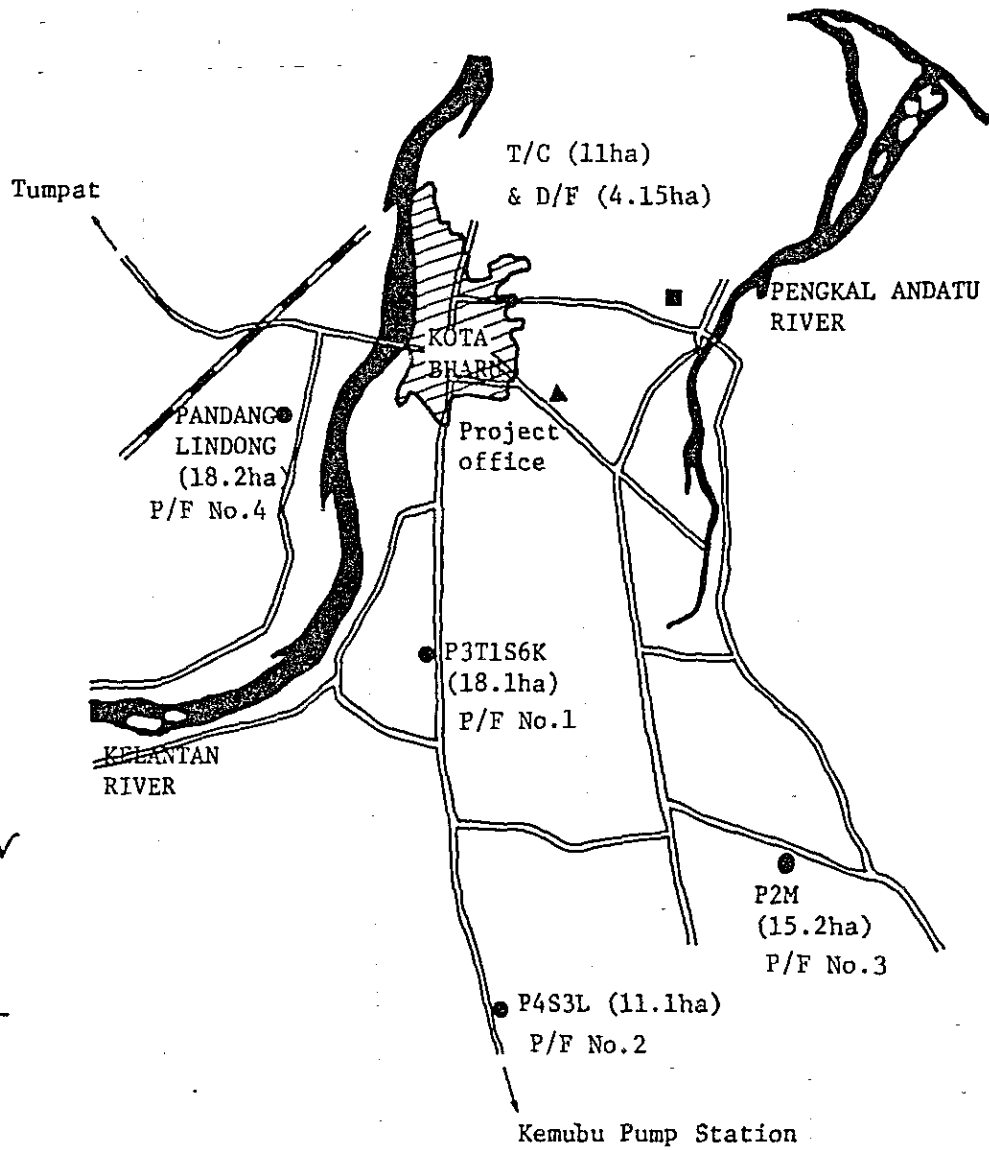 T/C (11ha)
& D/F (4.15ha)
Tumpat
PENGKAL ANDATU
RIVER
KOTA
BHARU
PANDANG
LINDONG
(18.2ha)
P/F No.4
Project
office
P3T1S6K
(18.1ha)
P/F No.1
KELANTAN
RIVER
P2M
(15.2ha)
P/F No.3
P4S3L (11.1ha)
P/F No.2
Kemubu Pump Station